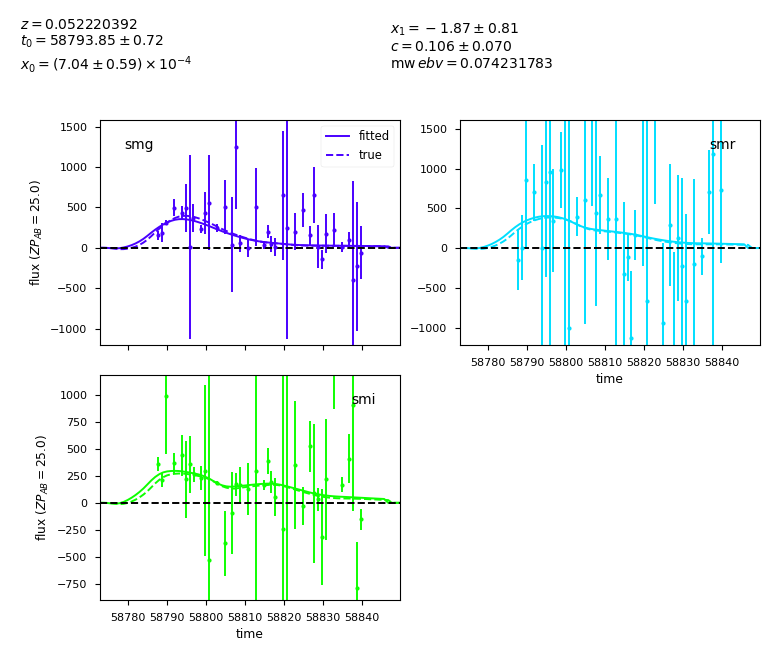 z = 0.052220392
t₀ = 58793.85 ± 0.72
x₀ = (7.04 ± 0.59) × 10⁻⁴
x₁ = −1.87 ± 0.81
c = 0.106 ± 0.070
mw ebv = 0.074231783
smg
fitted
true
1500
1000
500
0
−500
−1000
flux (ZP_AB = 25.0)
smr
1500
1000
500
0
−500
−1000
58780 58790 58800 58810 58820 58830 58840
time
smi
1000
750
500
250
0
−250
−500
−750
flux (ZP_AB = 25.0)
58780 58790 58800 58810 58820 58830 58840
time